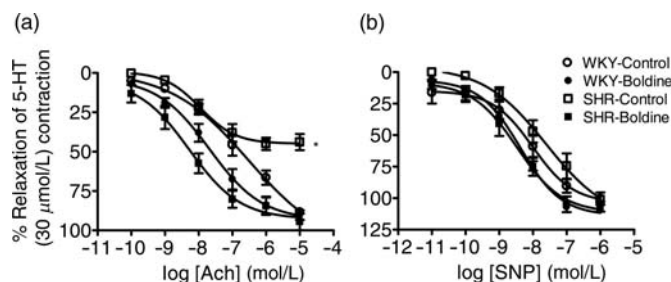 (a)
% Relaxation of 5-HT
(30 µmol/L) contraction
0
25
50
75
100
*
−11 −10 −9 −8 −7 −6 −5 −4
log [Ach] (mol/L)
(b)
0
25
50
75
100
125
WKY-Control
WKY-Boldine
SHR-Control
SHR-Boldine
−12 −11 −10 −9 −8 −7 −6 −5
log [SNP] (mol/L)